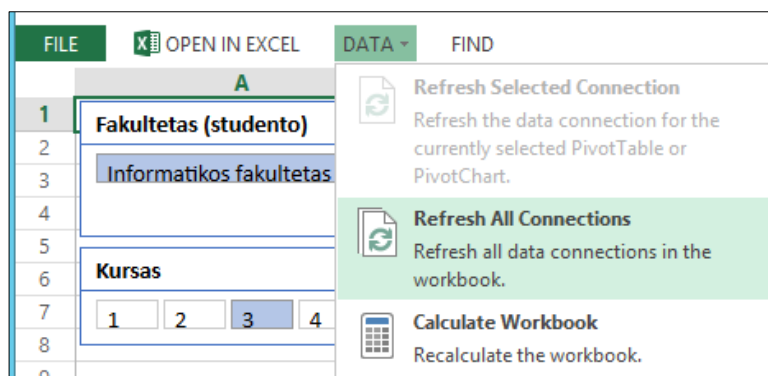 FILE OPEN IN EXCEL DATA FIND
A
1
Fakultetas (studento)
2
3
Informatikos fakultetas
4
5
6
Kursas
7
1 2 3 4
8
Refresh Selected Connection
Refresh the data connection for the
currently selected PivotTable or
PivotChart.
Refresh All Connections
Refresh all data connections in the
workbook.
Calculate Workbook
Recalculate the workbook.